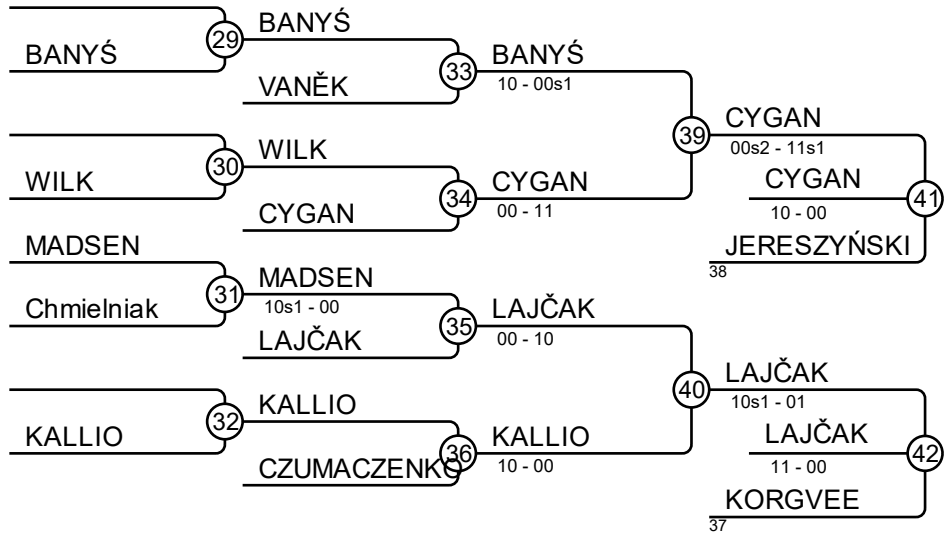 BANYŚ
29
BANYŚ
VANĚK
33
BANYŚ
10 - 00s1
WILK
30
WILK
CYGAN
34
CYGAN
00 - 11
39
CYGAN
00s2 - 11s1
CYGAN
10 - 00
41
JERESZYŃSKI
38
MADSEN
Chmielniak
31
MADSEN
10s1 - 00
LAJČAK
35
LAJČAK
00 - 10
KALLIO
32
KALLIO
CZUMACZENKO
36
KALLIO
10 - 00
40
LAJČAK
10s1 - 01
LAJČAK
11 - 00
42
KORGVEE
37